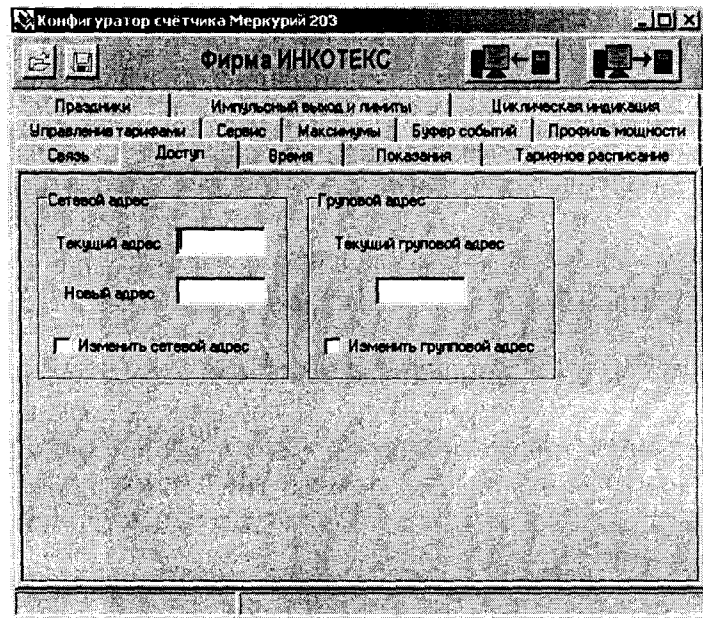 Конфигуратор счётчика Меркурий 203
Фирма ИНКОТЕКС
Праздники Импульсный выход и лимиты Циклическая индикация
Управление тарифами Сервис Максимумы Буфер событий Профиль мощности
Связь Доступ Время Показания Тарифное расписание
Сетевой адрес Груповой адрес
Текущий адрес Текущий груповой адрес
Новый адрес
Изменить сетевой адрес Изменить групповой адрес